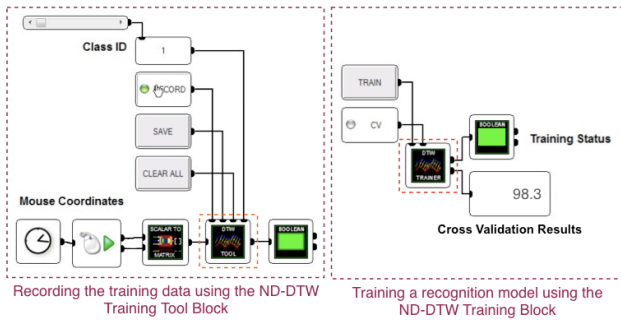 Class ID
1
RECORD
SAVE
CLEAR ALL
Mouse Coordinates
SCALAR TO
MATRIX
DTW
TOOL
BOOLEAN
Recording the training data using the ND-DTW
Training Tool Block
TRAIN
CV
DTW
TRAINER
BOOLEAN
Training Status
98.3
Cross Validation Results
Training a recognition model using the
ND-DTW Training Block